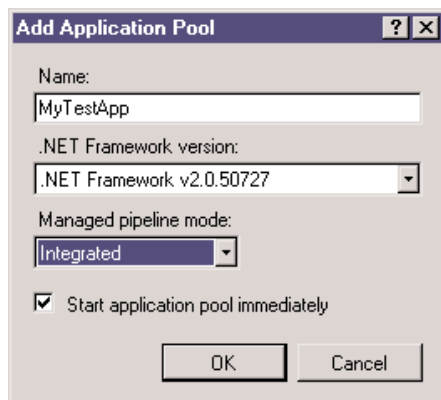 Add Application Pool
Name:
MyTestApp
.NET Framework version:
.NET Framework v2.0.50727
Managed pipeline mode:
Integrated
Start application pool immediately
OK Cancel